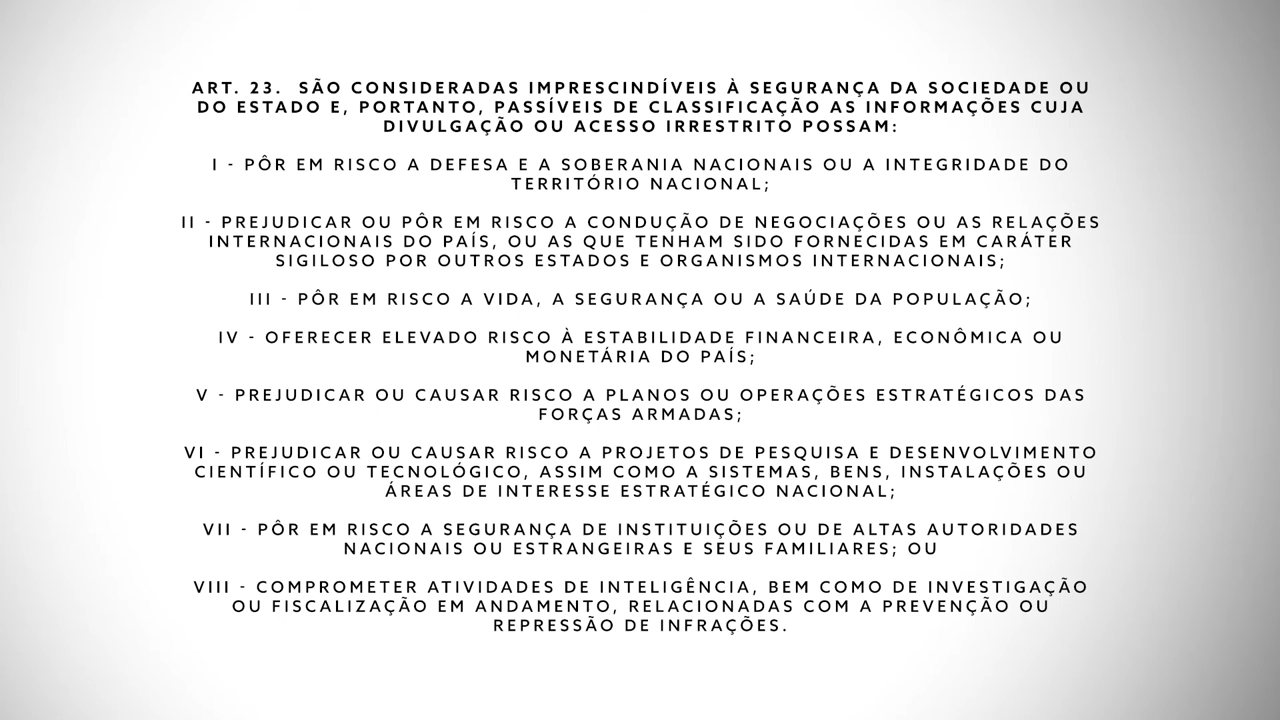 ART. 23.  SÃO CONSIDERADAS IMPRESCINDÍVEIS À SEGURANÇA DA SOCIEDADE OU
DO ESTADO E, PORTANTO, PASSÍVEIS DE CLASSIFICAÇÃO AS INFORMAÇÕES CUJA
DIVULGAÇÃO OU ACESSO IRRESTRITO POSSAM:
I - PÔR EM RISCO A DEFESA E A SOBERANIA NACIONAIS OU A INTEGRIDADE DO
TERRITÓRIO NACIONAL;
II - PREJUDICAR OU PÔR EM RISCO A CONDUÇÃO DE NEGOCIAÇÕES OU AS RELAÇÕES
INTERNACIONAIS DO PAÍS, OU AS QUE TENHAM SIDO FORNECIDAS EM CARÁTER
SIGILOSO POR OUTROS ESTADOS E ORGANISMOS INTERNACIONAIS;
III - PÔR EM RISCO A VIDA, A SEGURANÇA OU A SAÚDE DA POPULAÇÃO;
IV - OFERECER ELEVADO RISCO À ESTABILIDADE FINANCEIRA, ECONÔMICA OU
MONETÁRIA DO PAÍS;
V - PREJUDICAR OU CAUSAR RISCO A PLANOS OU OPERAÇÕES ESTRATÉGICOS DAS
FORÇAS ARMADAS;
VI - PREJUDICAR OU CAUSAR RISCO A PROJETOS DE PESQUISA E DESENVOLVIMENTO
CIENTÍFICO OU TECNOLÓGICO, ASSIM COMO A SISTEMAS, BENS, INSTALAÇÕES OU
ÁREAS DE INTERESSE ESTRATÉGICO NACIONAL;
VII - PÔR EM RISCO A SEGURANÇA DE INSTITUIÇÕES OU DE ALTAS AUTORIDADES
NACIONAIS OU ESTRANGEIRAS E SEUS FAMILIARES; OU
VIII - COMPROMETER ATIVIDADES DE INTELIGÊNCIA, BEM COMO DE INVESTIGAÇÃO
OU FISCALIZAÇÃO EM ANDAMENTO, RELACIONADAS COM A PREVENÇÃO OU
REPRESSÃO DE INFRAÇÕES.